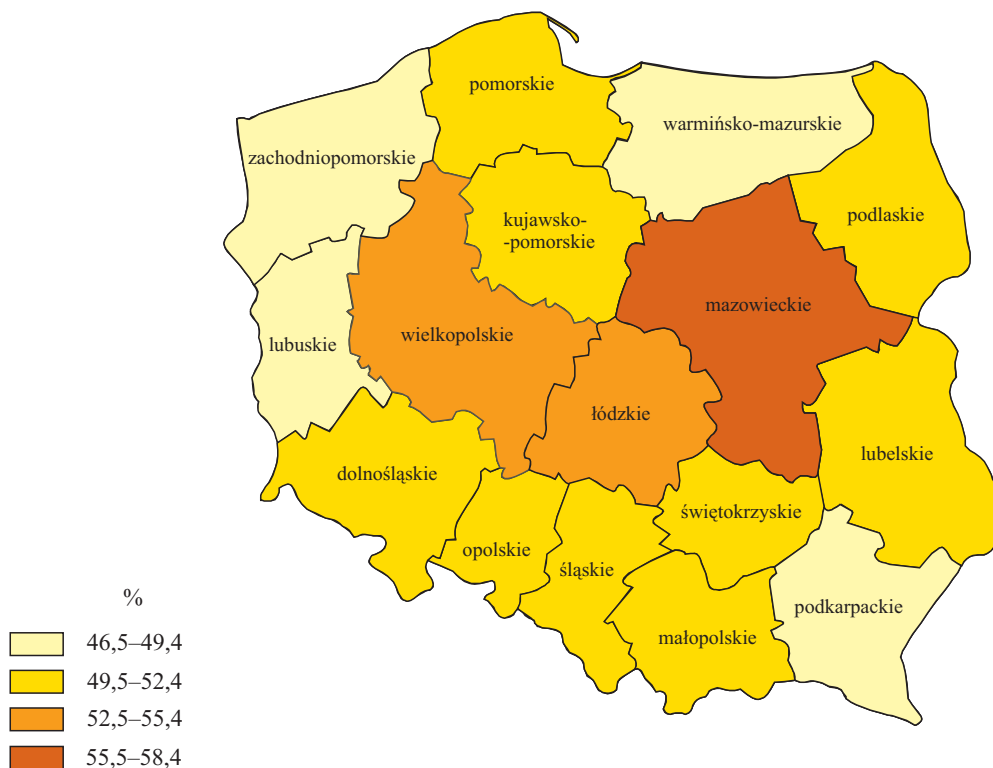 pomorskie
warmińsko-mazurskie
zachodniopomorskie
podlaskie
kujawsko-
-pomorskie
mazowieckie
wielkopolskie
lubuskie
łódzkie
lubelskie
dolnośląskie
świętokrzyskie
opolskie
śląskie
podkarpackie
małopolskie
%
46,5–49,4
49,5–52,4
52,5–55,4
55,5–58,4